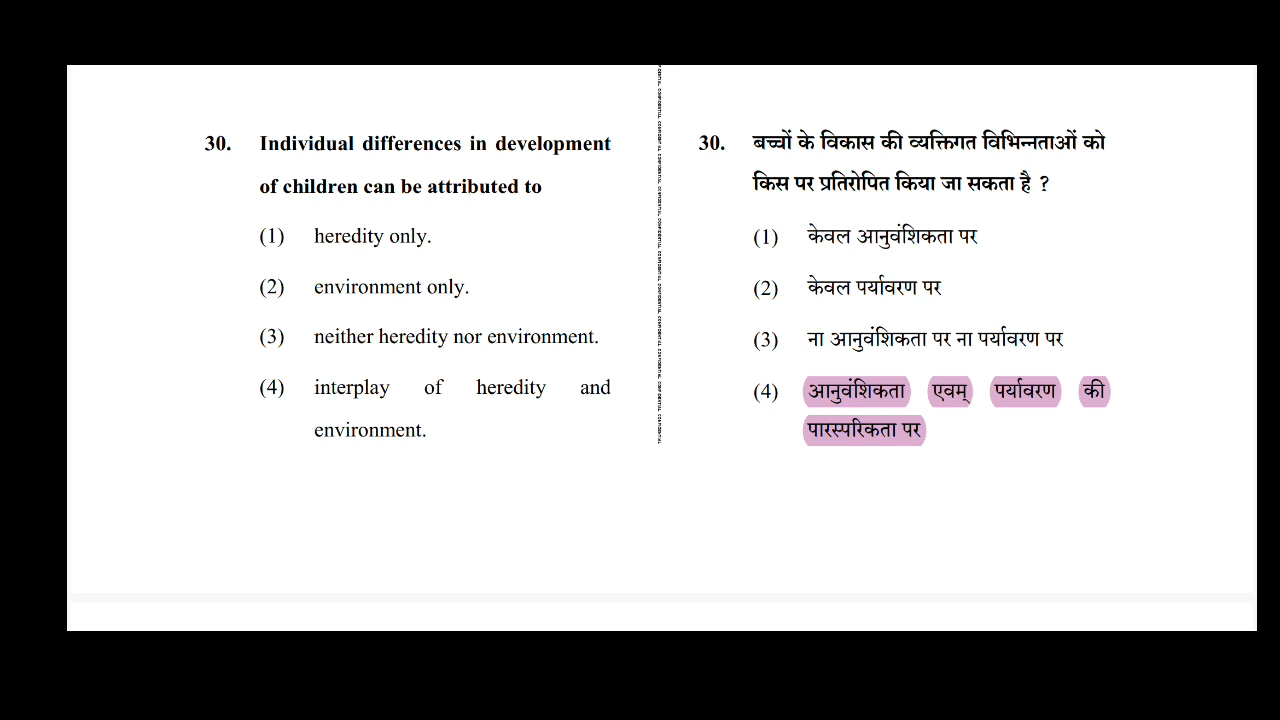 30. Individual differences in development
of children can be attributed to
(1) heredity only.
(2) environment only.
(3) neither heredity nor environment.
(4) interplay of heredity and
environment.
30. बच्चों के विकास की व्यक्तिगत विभिन्नताओं को
किस पर प्रतिरोपित किया जा सकता है ?
(1) केवल आनुवंशिकता पर
(2) केवल पर्यावरण पर
(3) ना आनुवंशिकता पर ना पर्यावरण पर
(4) आनुवंशिकता एवम् पर्यावरण की
पारस्परिकता पर